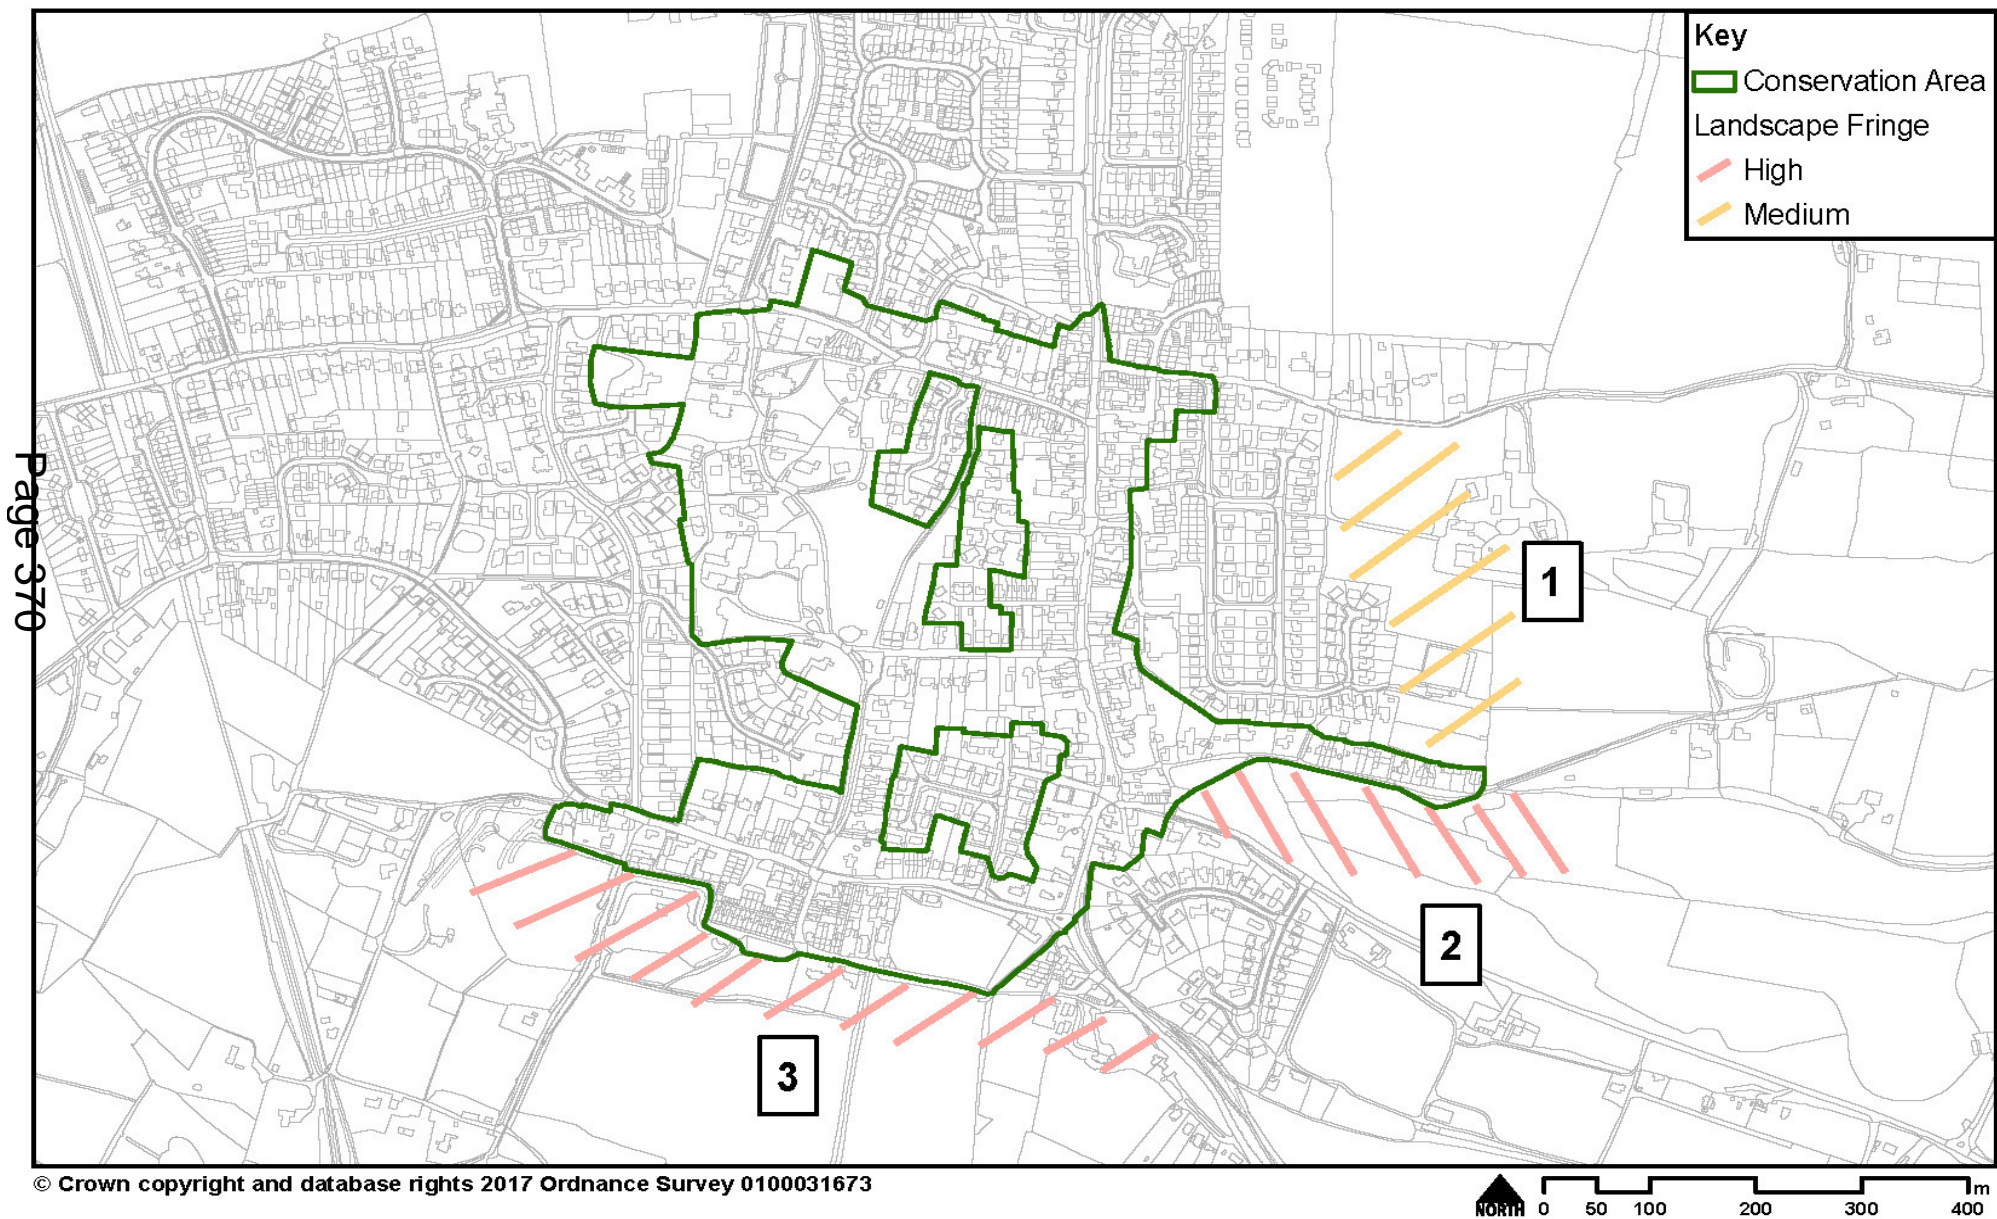 Key
Conservation Area
Landscape Fringe
High
Medium
Page 370
1
2
3
© Crown copyright and database rights 2017 Ordnance Survey 0100031673
NORTH
0 50 100 200 300 400 m